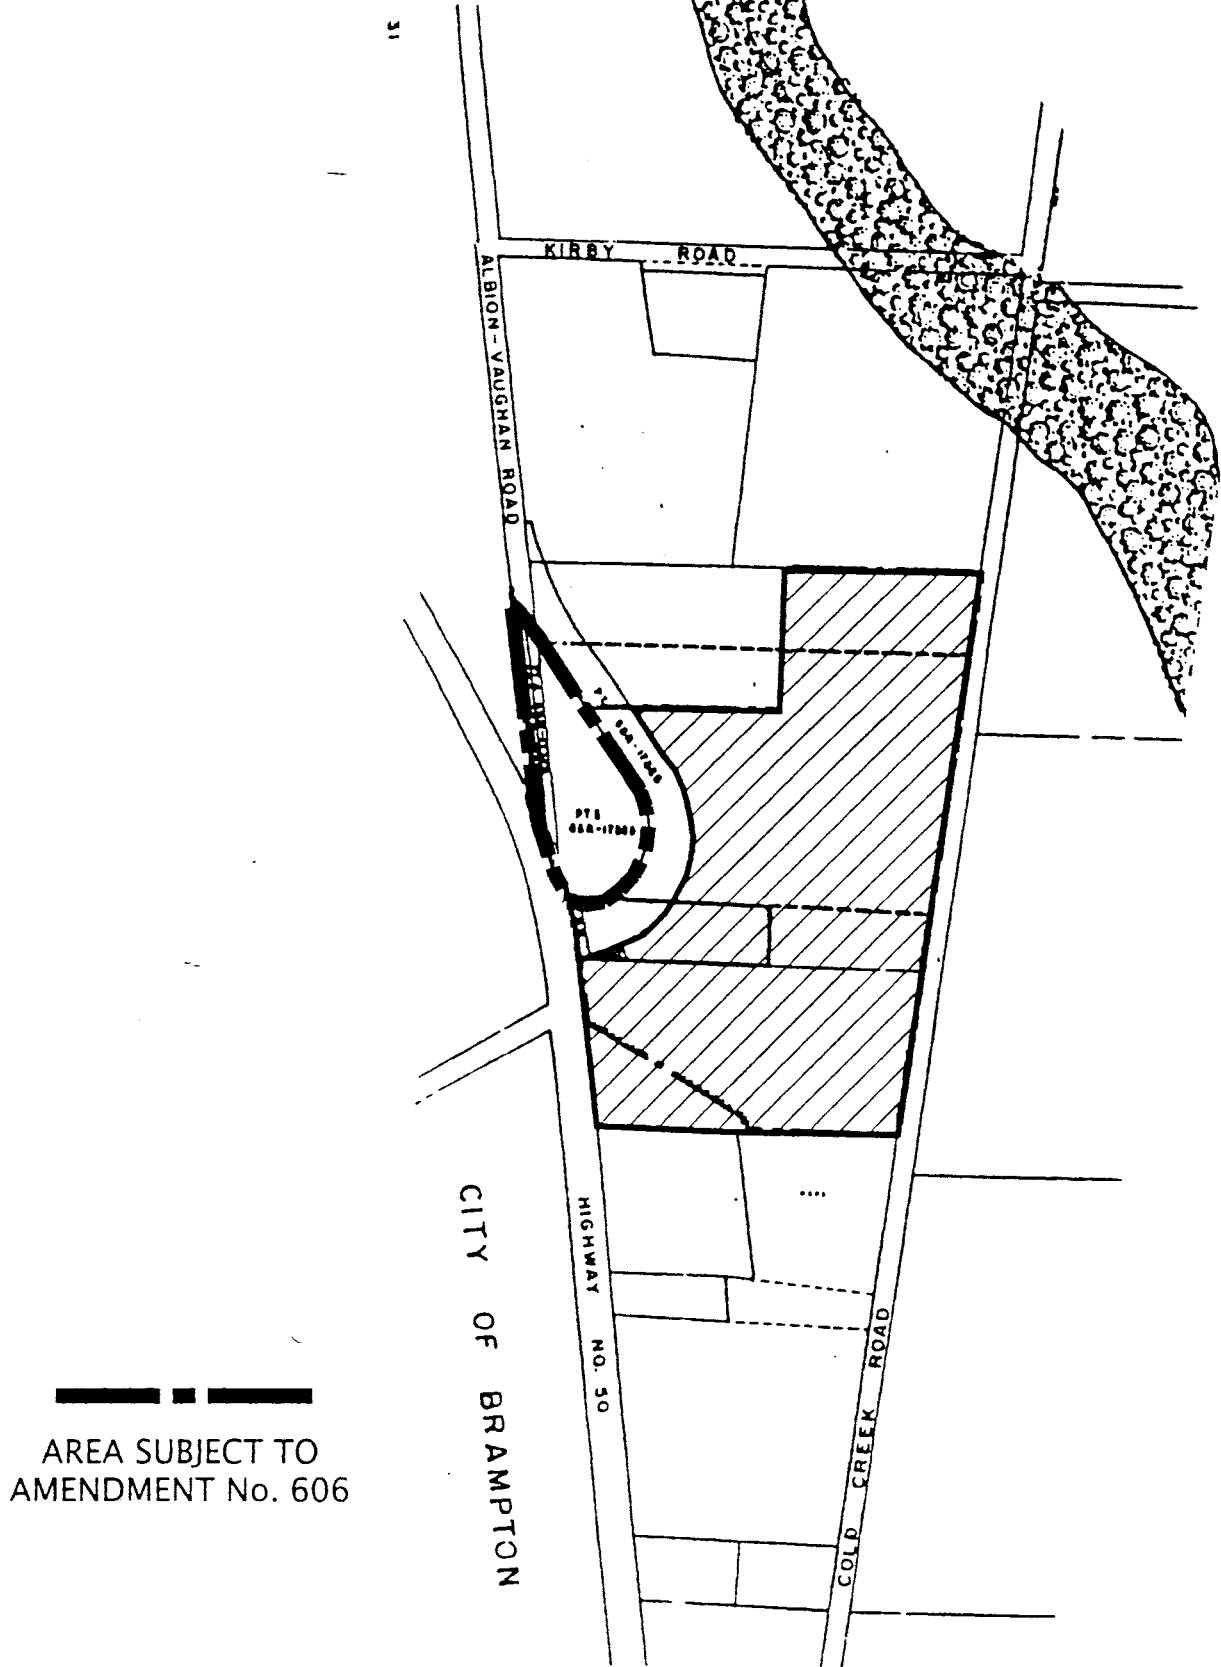 31
KIRBY ROAD
ALBION - VAUGHAN ROAD
HIGHWAY NO. 50
CITY OF BRAMPTON
COLD CREEK ROAD
AREA SUBJECT TO
AMENDMENT No. 606